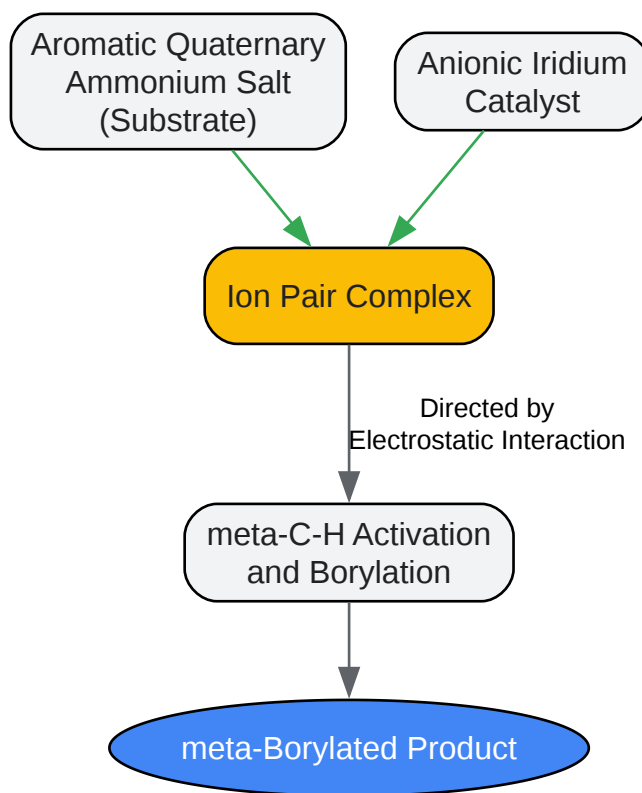 Aromatic Quaternary
Ammonium Salt
(Substrate)
Anionic Iridium
Catalyst
Ion Pair Complex
Directed by
Electrostatic Interaction
meta-C-H Activation
and Borylation
meta-Borylated Product